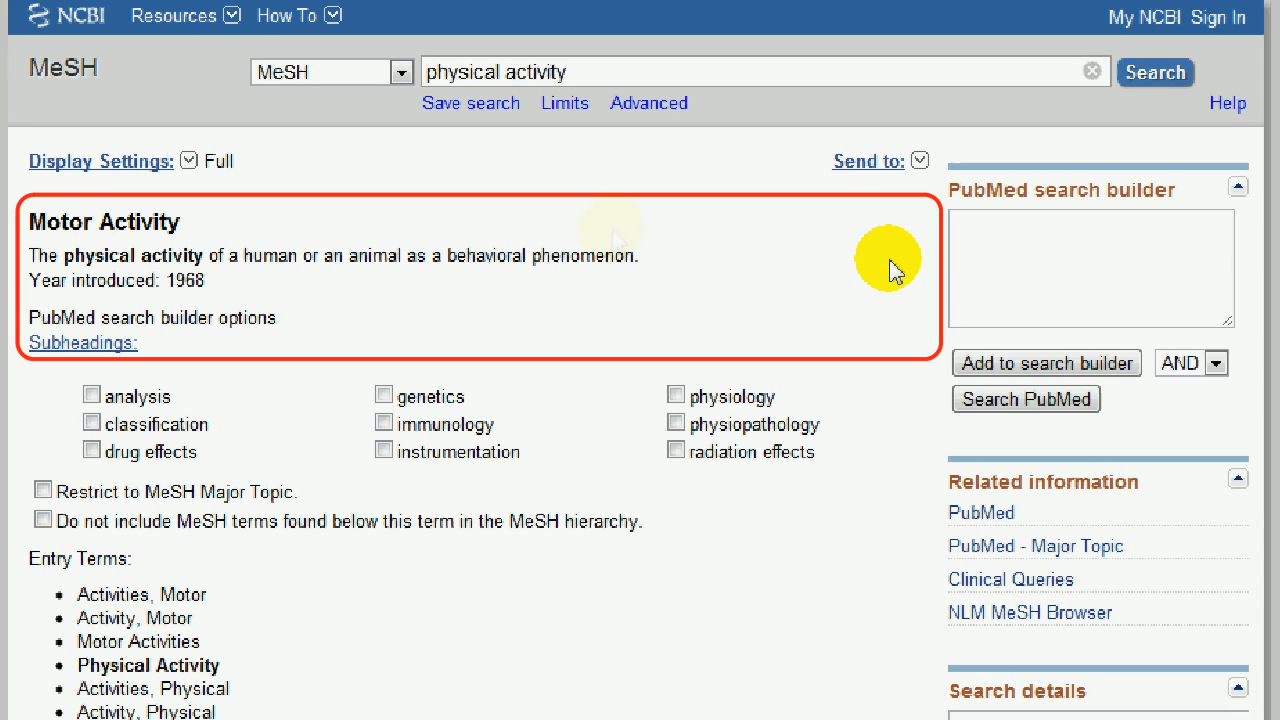 NCBI Resources How To My NCBI Sign In
MeSH MeSH physical activity Search
Save search Limits Advanced Help
Display Settings: Full Send to:
Motor Activity
The physical activity of a human or an animal as a behavioral phenomenon.
Year introduced: 1968
PubMed search builder options
Subheadings:
analysis genetics physiology
classification immunology physiopathology
drug effects instrumentation radiation effects
Restrict to MeSH Major Topic.
Do not include MeSH terms found below this term in the MeSH hierarchy.
Entry Terms:
Activities, Motor
Activity, Motor
Motor Activities
Physical Activity
Activities, Physical
Activity, Physical
PubMed search builder
Add to search builder AND
Search PubMed
Related information
PubMed
PubMed - Major Topic
Clinical Queries
NLM MeSH Browser
Search details